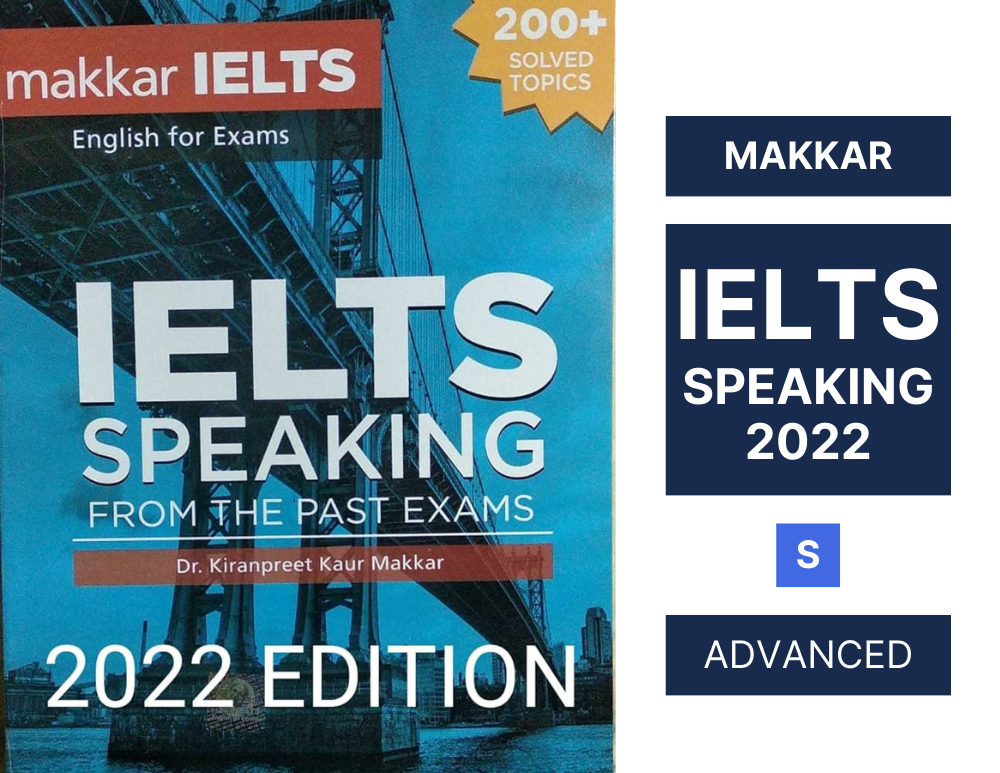 200+
SOLVED
TOPICS
makkar IELTS
English for Exams
IELTS
SPEAKING
FROM THE PAST EXAMS
Dr. Kiranpreet Kaur Makkar
2022 EDITION
MAKKAR
IELTS
SPEAKING
2022
S
ADVANCED